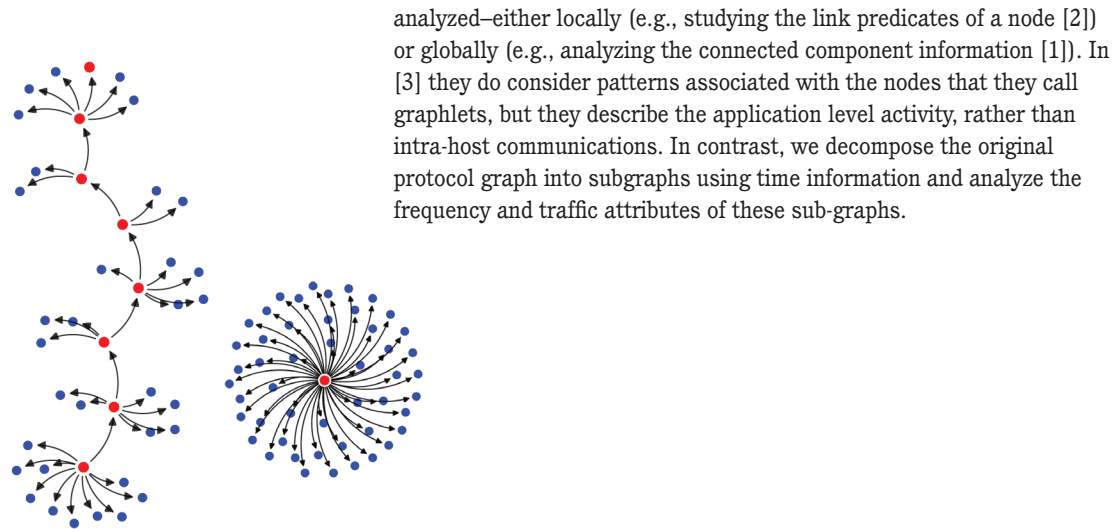 analyzed–either locally (e.g., studying the link predicates of a node [2])
or globally (e.g., analyzing the connected component information [1]). In
[3] they do consider patterns associated with the nodes that they call
graphlets, but they describe the application level activity, rather than
intra-host communications. In contrast, we decompose the original
protocol graph into subgraphs using time information and analyze the
frequency and traffic attributes of these sub-graphs.